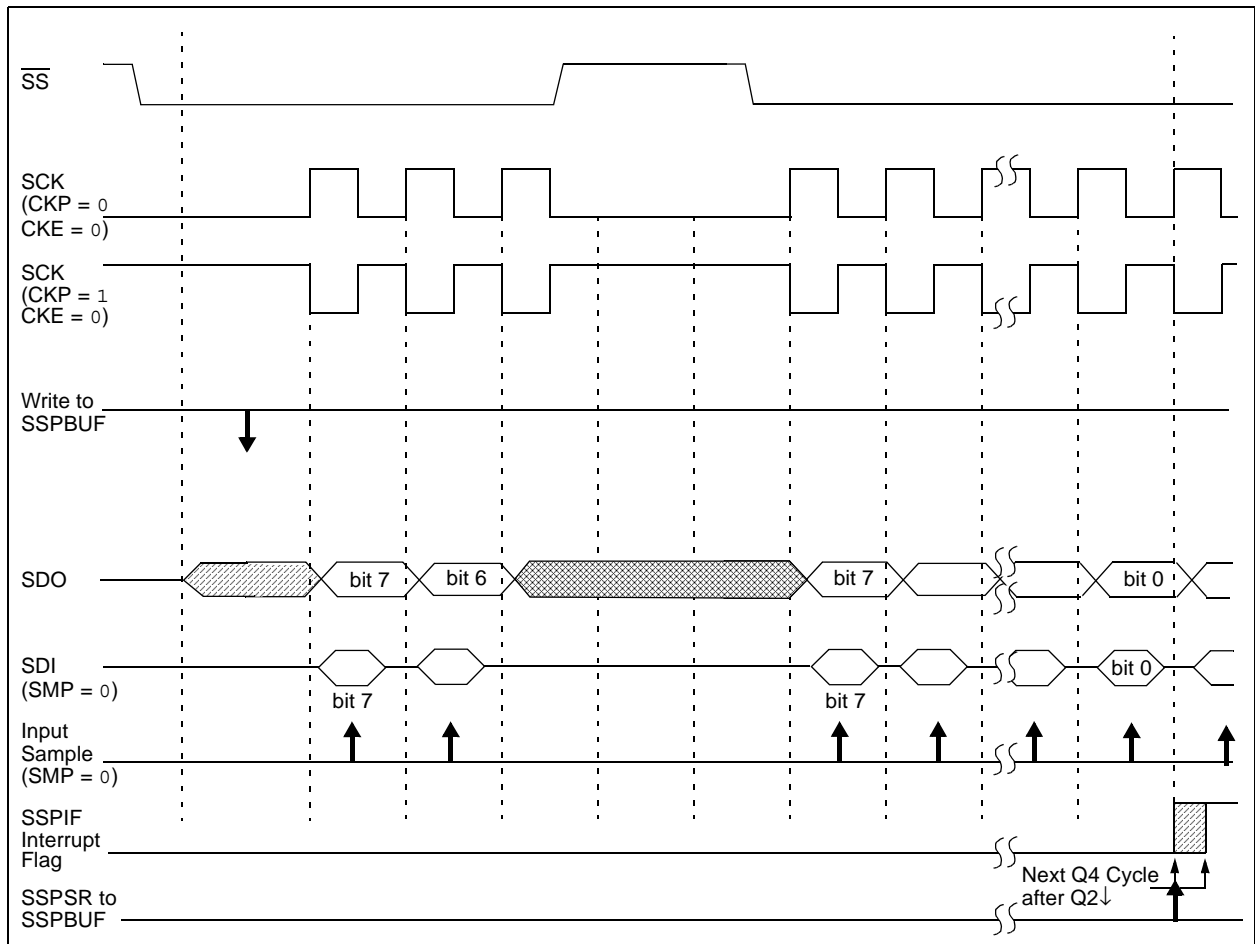 SS
SCK
(CKP = 0
CKE = 0)
SCK
(CKP = 1
CKE = 0)
Write to
SSPBUF
SDO
bit 7
bit 6
bit 7
bit 0
SDI
(SMP = 0)
bit 7
bit 7
bit 0
Input
Sample
(SMP = 0)
SSPIF
Interrupt
Flag
Next Q4 Cycle
after Q2↓
SSPSR to
SSPBUF